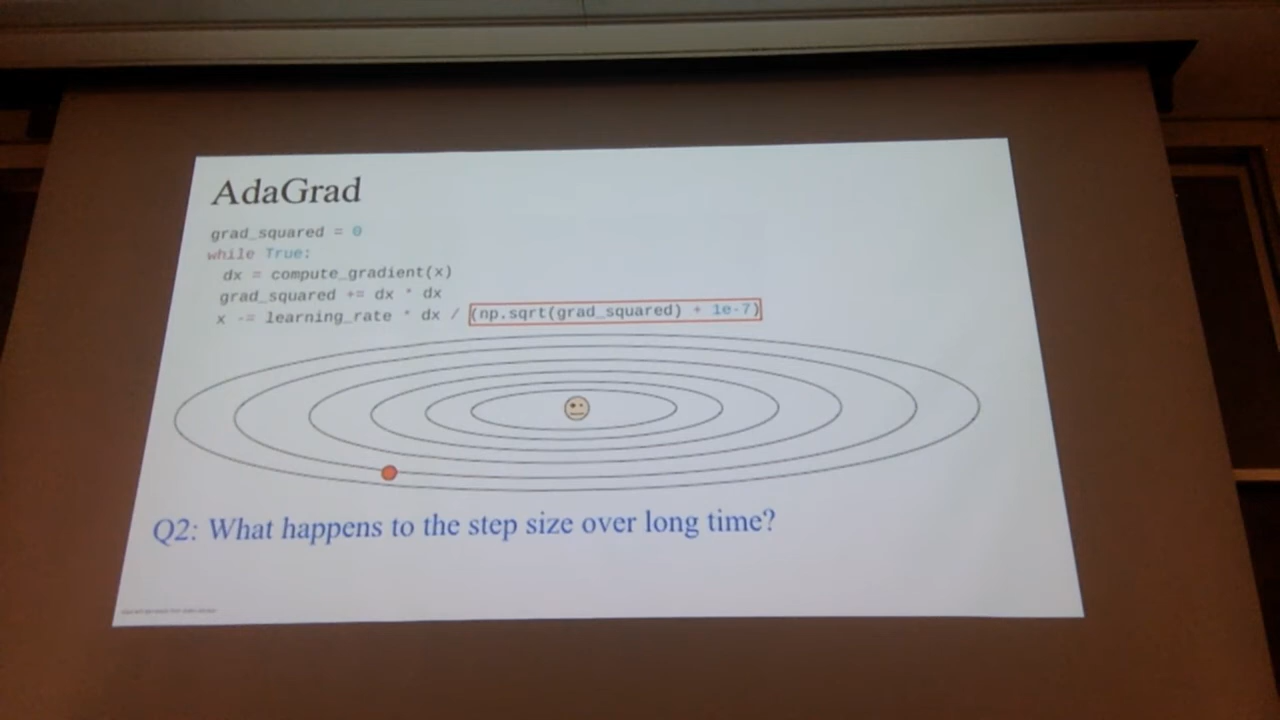 AdaGrad
grad_squared = 0
while True:
dx = compute_gradient(x)
grad_squared += dx * dx
x -= learning_rate * dx / (np.sqrt(grad_squared) + 1e-7)
Q2: What happens to the step size over long time?